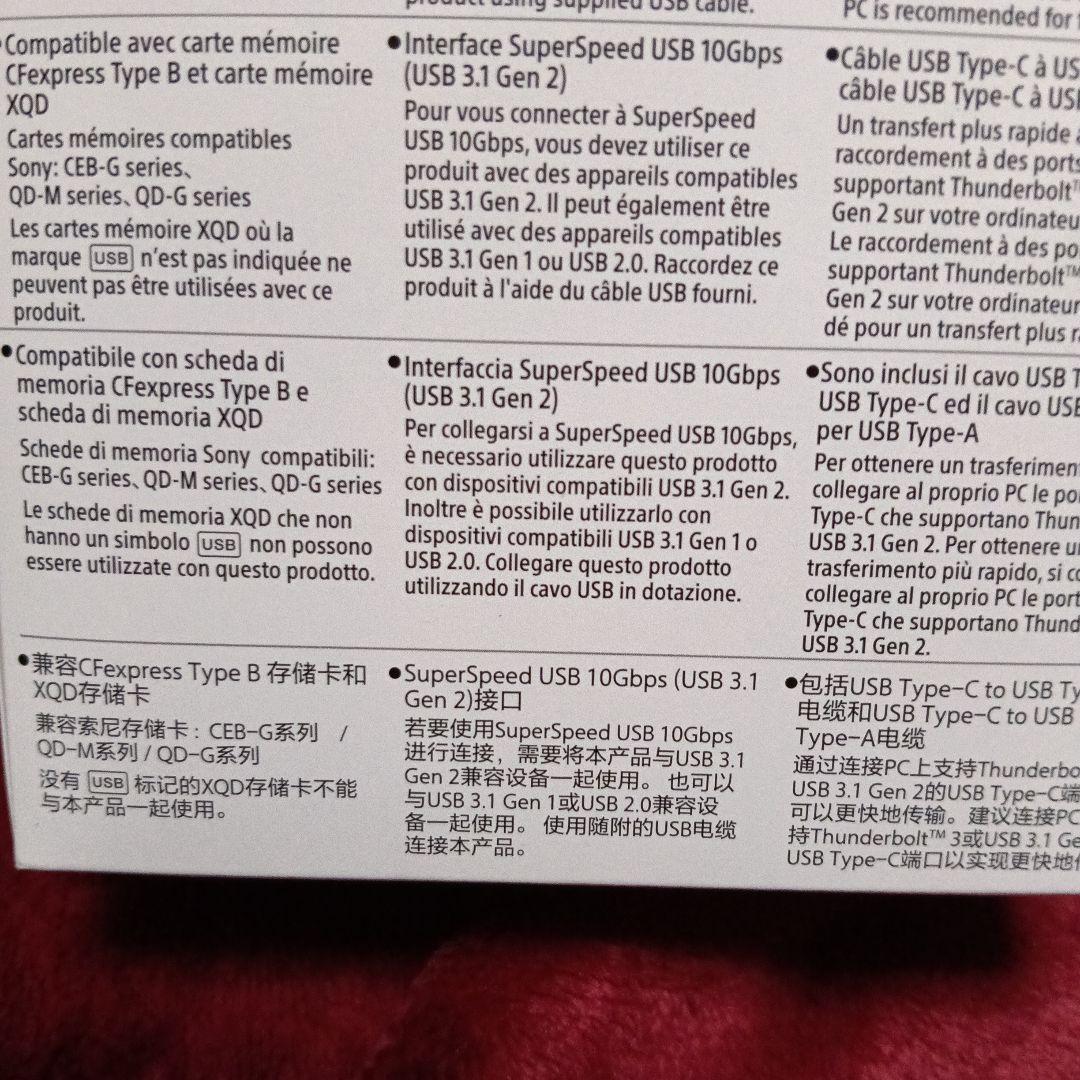 product using supplied USB cable.
PC is recommended for
Compatible avec carte mémoire
CFexpress Type B et carte mémoire
XQD
Cartes mémoires compatibles
Sony: CEB-G series、
QD-M series、QD-G series
Les cartes mémoire XQD où la
marque USB n'est pas indiquée ne
peuvent pas être utilisées avec ce
produit.
●Interface SuperSpeed USB 10Gbps
(USB 3.1 Gen 2)
Pour vous connecter à SuperSpeed
USB 10Gbps, vous devez utiliser ce
produit avec des appareils compatibles
USB 3.1 Gen 2. Il peut également être
utilisé avec des appareils compatibles
USB 3.1 Gen 1 ou USB 2.0. Raccordez ce
produit à l'aide du câble USB fourni.
●Câble USB Type-C à
câble USB Type-C à
Un transfert plus rapide
raccordement à des ports
supportant Thunderbolt
Gen 2 sur votre
Le raccordement à des
supportant Thunderbolt™
Gen 2 sur votre ordinateur
dé pour un transfert plus
●Compatibile con scheda di
memoria CFexpress Type B e
scheda di memoria XQD
Schede di memoria Sony compatibili:
CEB-G series、QD-M series、QD-G series
Le schede di memoria XQD che non
hanno un simbolo USB non possono
essere utilizzate con questo prodotto.
●Interfaccia SuperSpeed USB 10Gbps
(USB 3.1 Gen 2)
Per collegarsi a SuperSpeed USB 10Gbps,
è necessario utilizzare questo prodotto
con dispositivi compatibili USB 3.1 Gen 2.
Inoltre è possibile utilizzarlo con
dispositivi compatibili USB 3.1 Gen 1 o
USB 2.0. Collegare questo prodotto
utilizzando il cavo USB in dotazione.
●Sono inclusi il cavo USB
USB Type-C ed il cavo USB
per USB Type-A
Per ottenere un
collegare al proprio PC le
Type-C che supportano
USB 3.1 Gen 2. Per ottenere
trasferimento più rapido, si
collegare al proprio PC le
Type-C che supportano
USB 3.1 Gen 2.
●兼容CFexpress Type B 存储卡和
XQD存储卡
兼容索尼存储卡：CEB-G系列 /
QD-M系列 / QD-G系列
没有 USB 标记的XQD存储卡不能
与本产品一起使用。
●SuperSpeed USB 10Gbps (USB 3.1
Gen 2)接口
若要使用SuperSpeed USB 10Gbps
进行连接，需要将本产品与USB 3.1
Gen 2兼容设备一起使用。也可以
与USB 3.1 Gen 1或USB 2.0兼容设
备一起使用。使用随附的USB电缆
连接本产品。
●包括USB Type-C to USB
电缆和USB Type-C to USB
Type-A电缆
通过连接PC上支持
USB 3.1 Gen 2的USB Type-C端
可以更快地传输。建议连接PC
持Thunderbolt™ 3或USB 3.1
USB Type-C端口以实现更快地